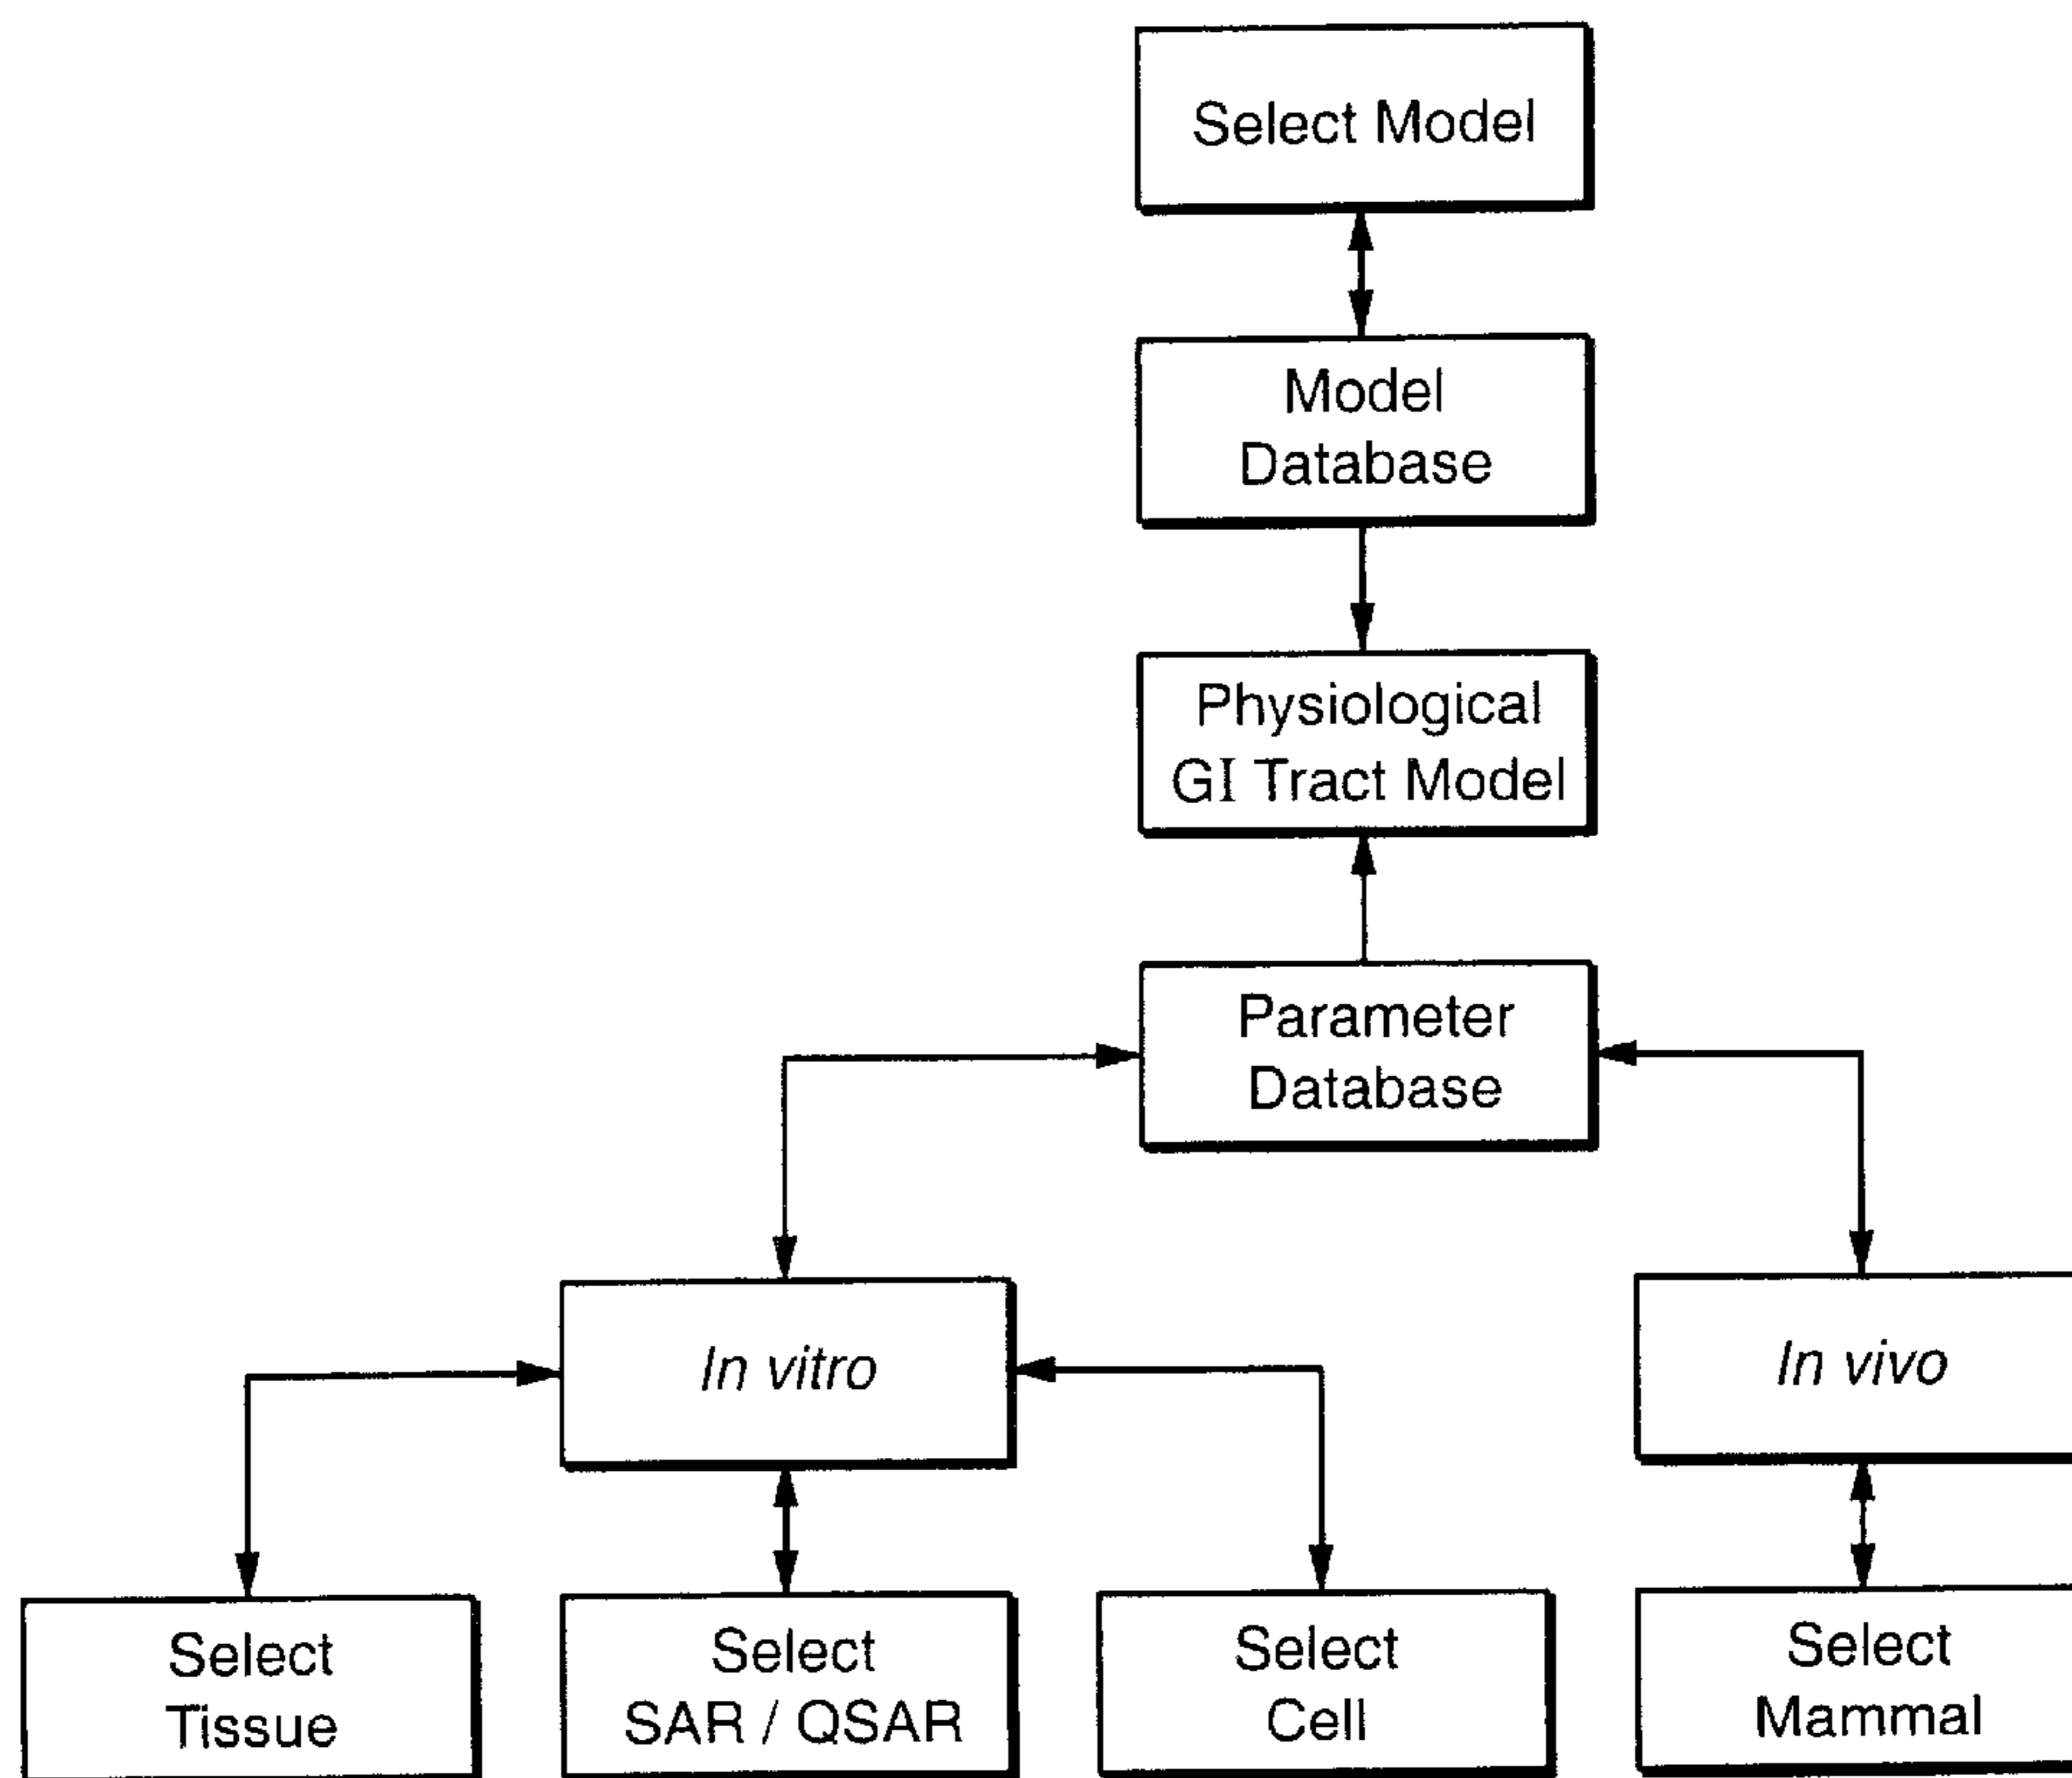 Select Model
Model
Database
Physiological
GI Tract Model
Parameter
Database
In vitro
In vivo
Select
Tissue
Select
SAR / QSAR
Select
Cell
Select
Mammal